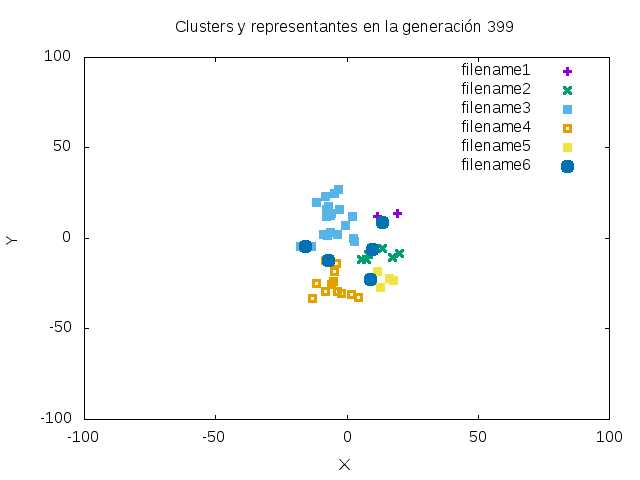 Clusters y representantes en la generación 399
filename1
filename2
filename3
filename4
filename5
filename6
100
50
0
-50
-100
Y
-100 -50 0 50 100
X